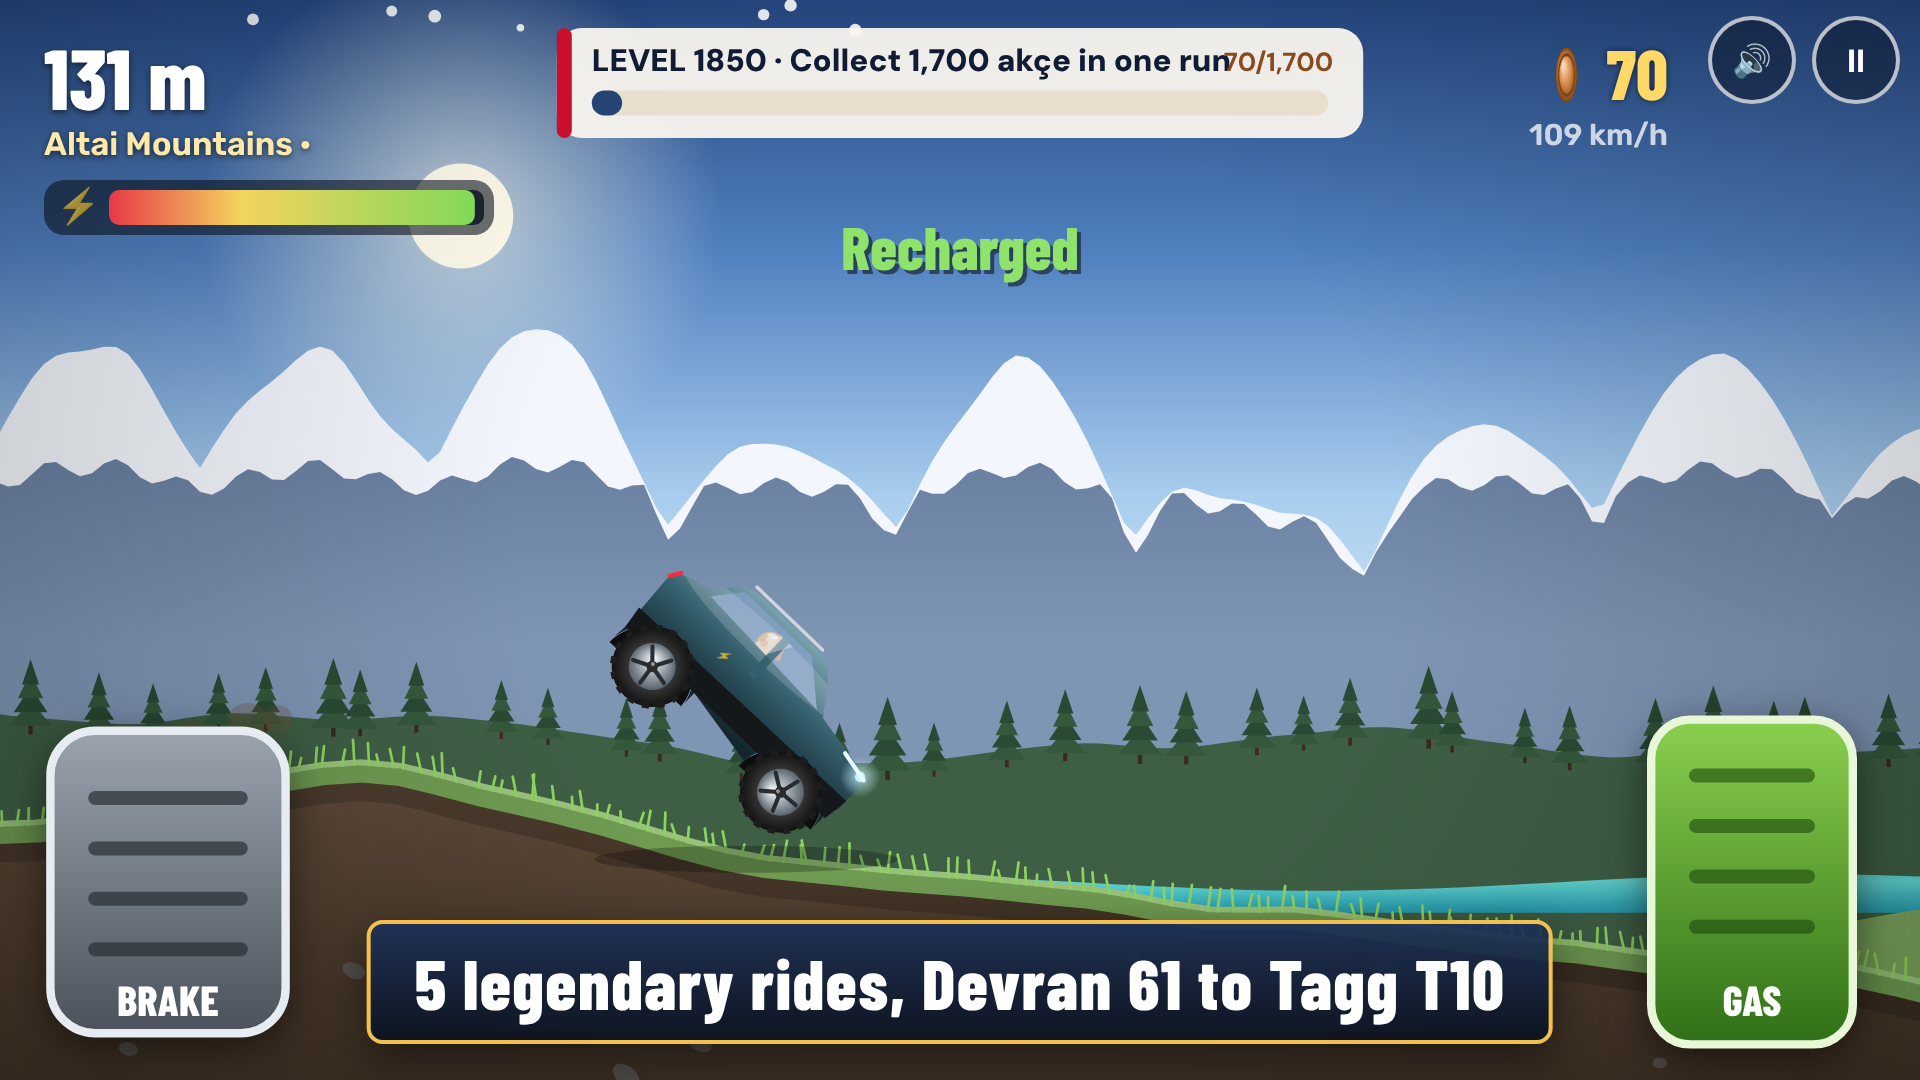 131 m
Altai Mountains •
LEVEL 1850 · Collect 1,700 akçe in one run
70/1,700
70
109 km/h
Recharged
5 legendary rides, Devran 61 to Tagg T10
BRAKE
GAS